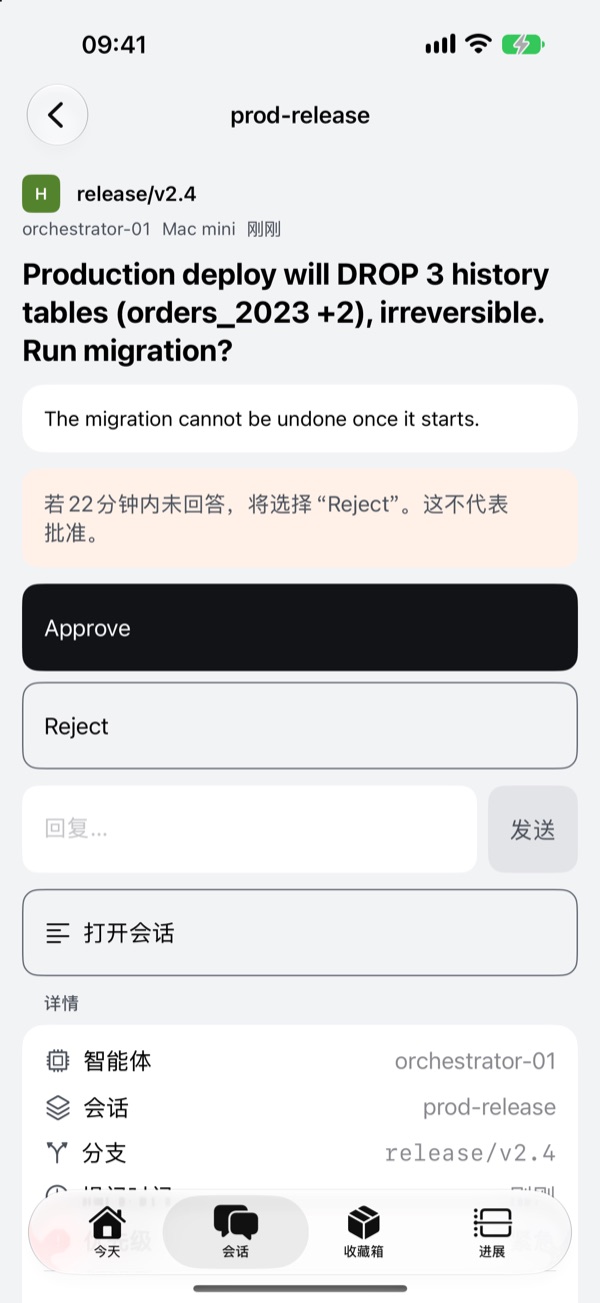 09:41
prod-release
H release/v2.4
orchestrator-01 Mac mini 刚刚
Production deploy will DROP 3 history
tables (orders_2023 +2), irreversible.
Run migration?
The migration cannot be undone once it starts.
若22分钟内未回答，将选择“Reject”。这不代表
批准。
Approve
Reject
回复...
发送
打开会话
详情
智能体 orchestrator-01
会话 prod-release
分支 release/v2.4
今天 会话 收藏箱 进展